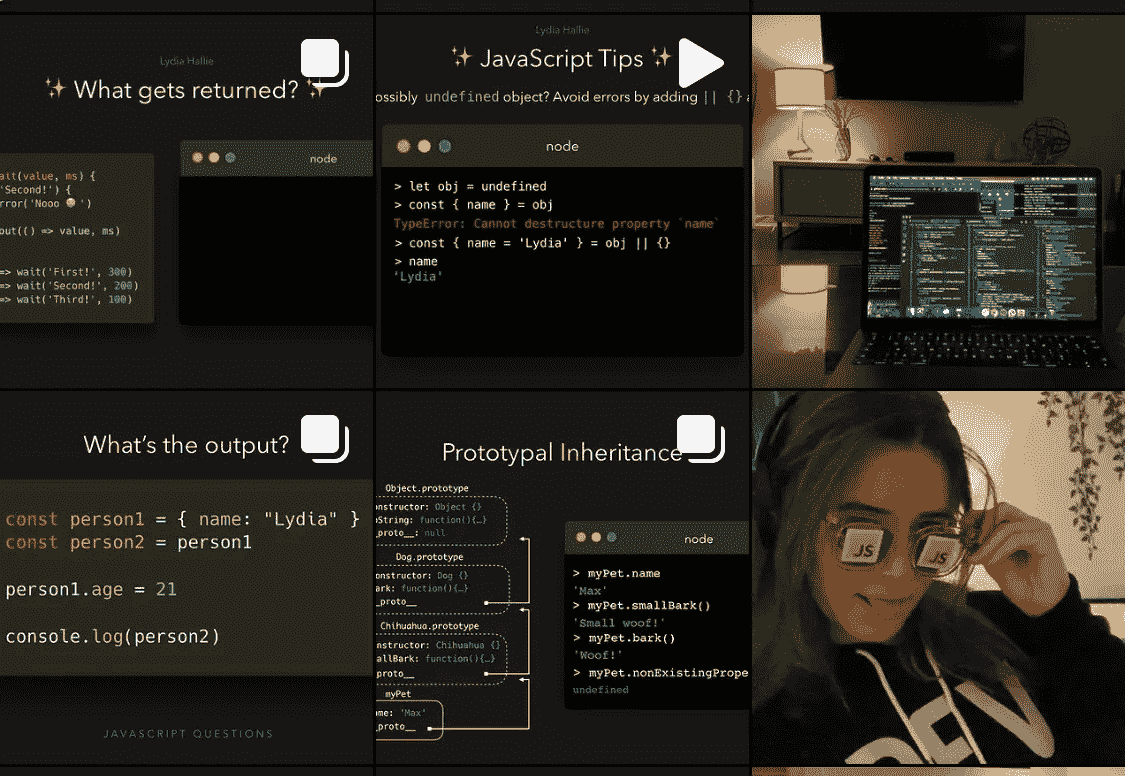 Lydia Hallie
✨ What gets returned? ✨
node
ait(value, ms) {
'Second!') {
rror('Nooo 😢')
out(() => value, ms)
=> wait('First!', 300)
=> wait('Second!', 200)
=> wait('Third!', 100)
Lydia Hallie
✨ JavaScript Tips ✨
ossibly undefined object? Avoid errors by adding || {} a
node
> let obj = undefined
> const { name } = obj
TypeError: Cannot destructure property `name`
> const { name = 'Lydia' } = obj || {}
> name
'Lydia'
What's the output?
const person1 = { name: "Lydia" }
const person2 = person1
person1.age = 21
console.log(person2)
JAVASCRIPT QUESTIONS
Prototypal Inheritance
Object.prototype
onstructor: Object {}
oString: function(){…}
_proto__: null
Dog.prototype
onstructor: Dog {}
ark: function(){…}
_proto__
Chihuahua.prototype
nstructor: Chihuahua {}
allBark: function(){…}
proto__
myPet
me: 'Max'
_proto__
node
> myPet.name
'Max'
> myPet.smallBark()
'Small woof!'
> myPet.bark()
'Woof!'
> myPet.nonExistingPrope
undefined
JS
JS
DEV